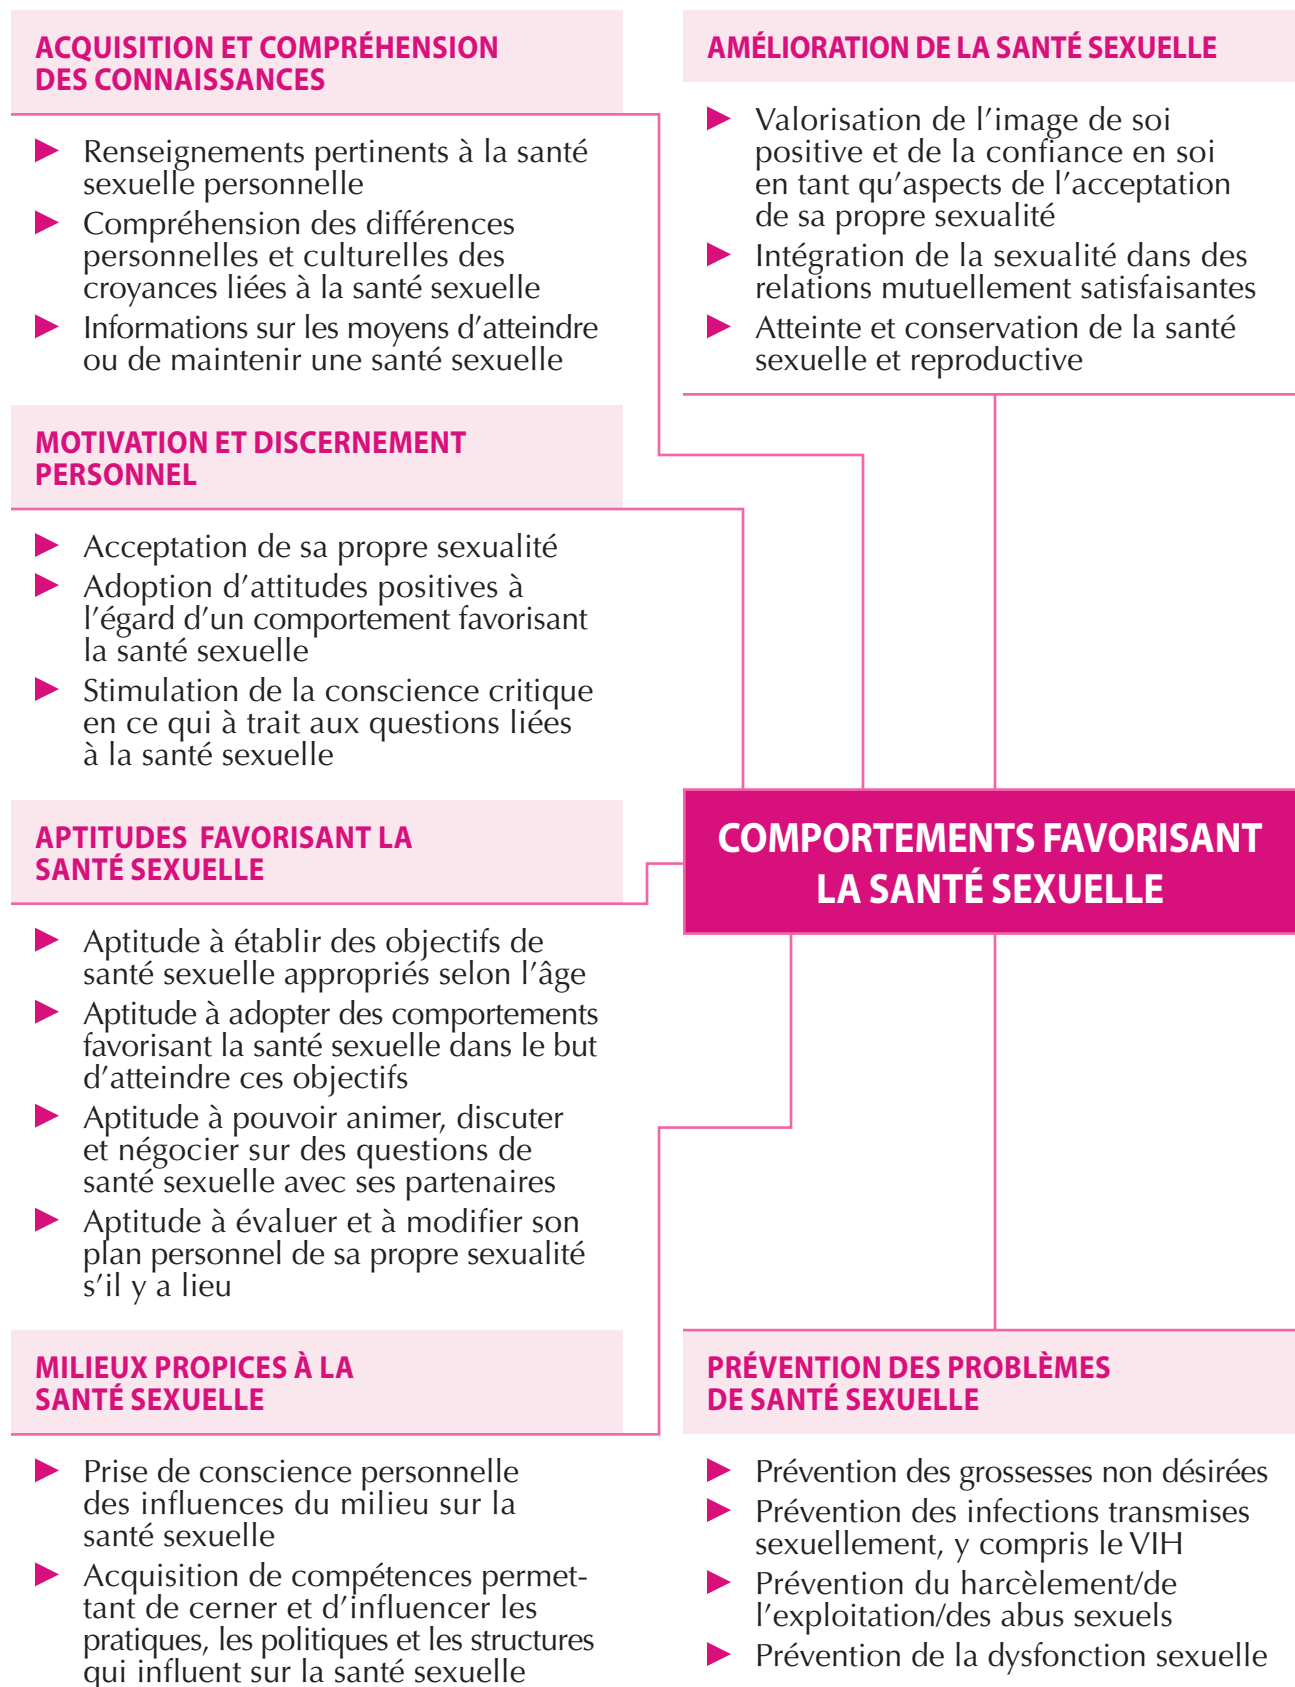 ACQUISITION ET COMPRÉHENSION
DES CONNAISSANCES
Renseignements pertinents à la santé
sexuelle personnelle
Compréhension des différences
personnelles et culturelles des
croyances liées à la santé sexuelle
Informations sur les moyens d’atteindre
ou de maintenir une santé sexuelle
MOTIVATION ET DISCERNEMENT
PERSONNEL
Acceptation de sa propre sexualité
Adoption d’attitudes positives à
l’égard d’un comportement favorisant
la santé sexuelle
Stimulation de la conscience critique
en ce qui à trait aux questions liées
à la santé sexuelle
APTITUDES FAVORISANT LA
SANTÉ SEXUELLE
Aptitude à établir des objectifs de
santé sexuelle appropriés selon l’âge
Aptitude à adopter des comportements
favorisant la santé sexuelle dans le but
d’atteindre ces objectifs
Aptitude à pouvoir animer, discuter
et négocier sur des questions de
santé sexuelle avec ses partenaires
Aptitude à évaluer et à modifier son
plan personnel de sa propre sexualité
s’il y a lieu
MILIEUX PROPICES À LA
SANTÉ SEXUELLE
Prise de conscience personnelle
des influences du milieu sur la
santé sexuelle
Acquisition de compétences permet-
tant de cerner et d’influencer les
pratiques, les politiques et les structures
qui influent sur la santé sexuelle
AMÉLIORATION DE LA SANTÉ SEXUELLE
Valorisation de l’image de soi
positive et de la confiance en soi
en tant qu’aspects de l’acceptation
de sa propre sexualité
Intégration de la sexualité dans des
relations mutuellement satisfaisantes
Atteinte et conservation de la santé
sexuelle et reproductive
COMPORTEMENTS FAVORISANT
LA SANTÉ SEXUELLE
PRÉVENTION DES PROBLÈMES
DE SANTÉ SEXUELLE
Prévention des grossesses non désirées
Prévention des infections transmises
sexuellement, y compris le VIH
Prévention du harcèlement/de
l’exploitation/des abus sexuels
Prévention de la dysfonction sexuelle